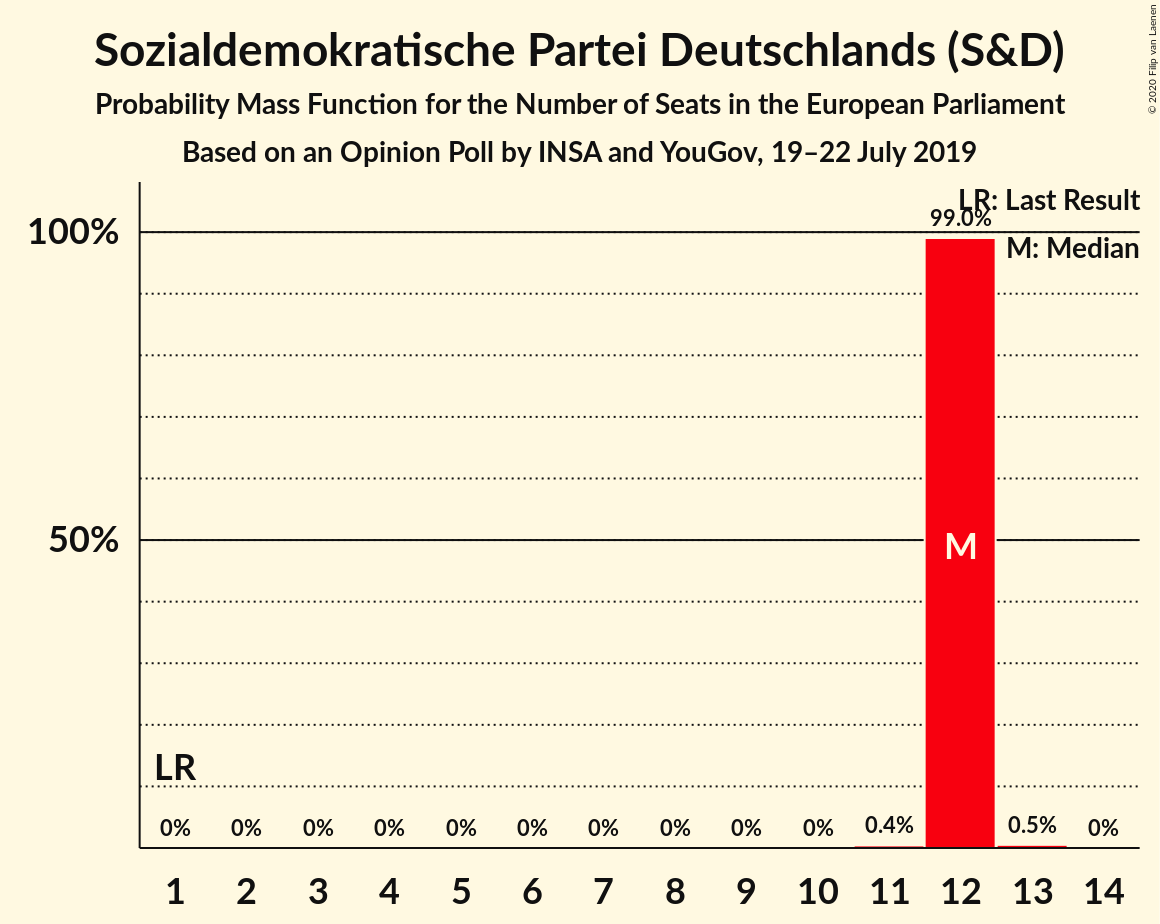 Sozialdemokratische Partei Deutschlands (S&D)
Probability Mass Function for the Number of Seats in the European Parliament
Based on an Opinion Poll by INSA and YouGov, 19–22 July 2019
© 2020 Filip van Laenen
LR: Last Result
99.0%
100%
M: Median
50%
M
LR
0% 0% 0% 0% 0% 0% 0% 0% 0% 0% 0.4% 0.5% 0%
1 2 3 4 5 6 7 8 9 10 11 12 13 14